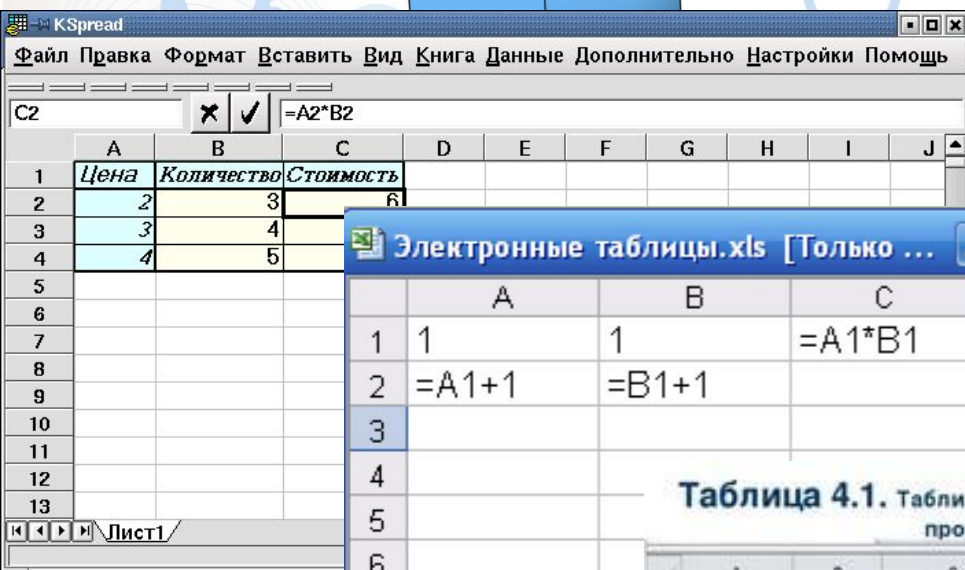 KSpread
Файл Правка Формат Вставить Вид Книга Данные Дополнительно Настройки Помощь
C2 =A2*B2
A B C D E F G H I J
1 Цена Количество Стоимость
2 2 3 6
3 3 4
4 4 5
5
6
7
8
9
10
11
12
13
Лист1
Электронные таблицы.xls [Только ...
A B C
1 1 1 =A1*B1
2 =A1+1 =B1+1
3
4
5
6
Таблица 4.1.